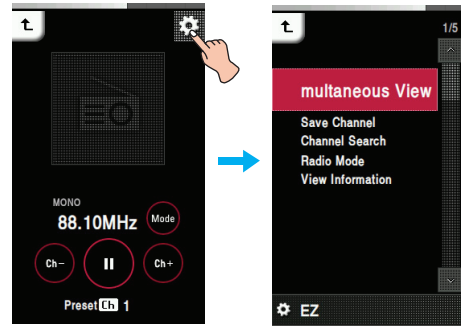 MONO
88.10MHz
Mode
Ch−
Ch+
Preset Ch 1
1/5
multaneous View
Save Channel
Channel Search
Radio Mode
View Information
EZ